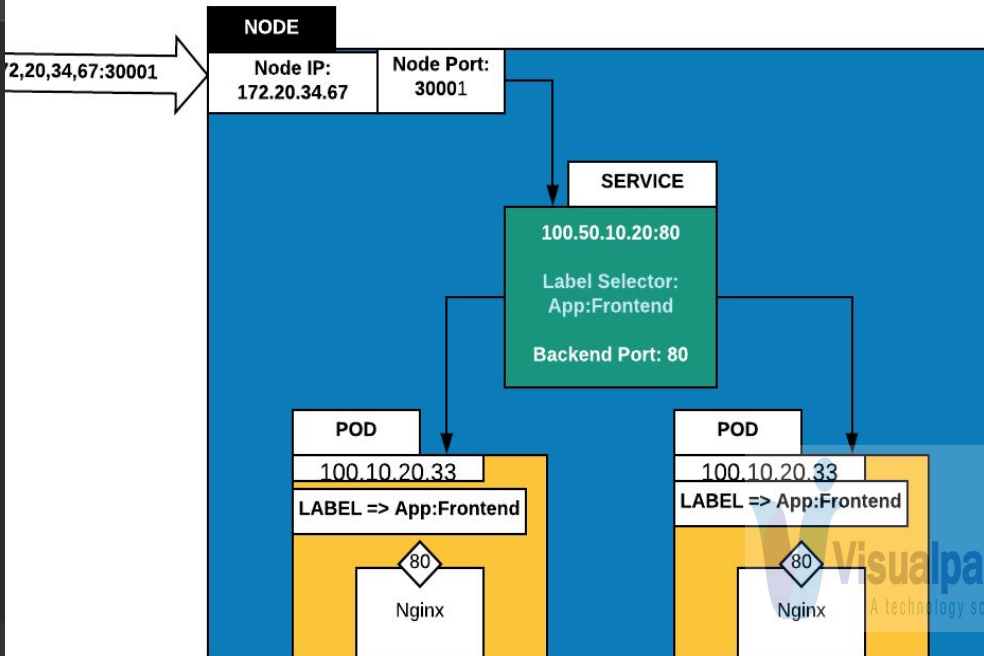 NODE
72,20,34,67:30001
Node IP:
172.20.34.67
Node Port:
30001
SERVICE
100.50.10.20:80
Label Selector:
App:Frontend
Backend Port: 80
POD
100.10.20.33
LABEL => App:Frontend
80
Nginx
POD
100.10.20.33
LABEL => App:Frontend
80
Nginx
Visualpa
A technology so